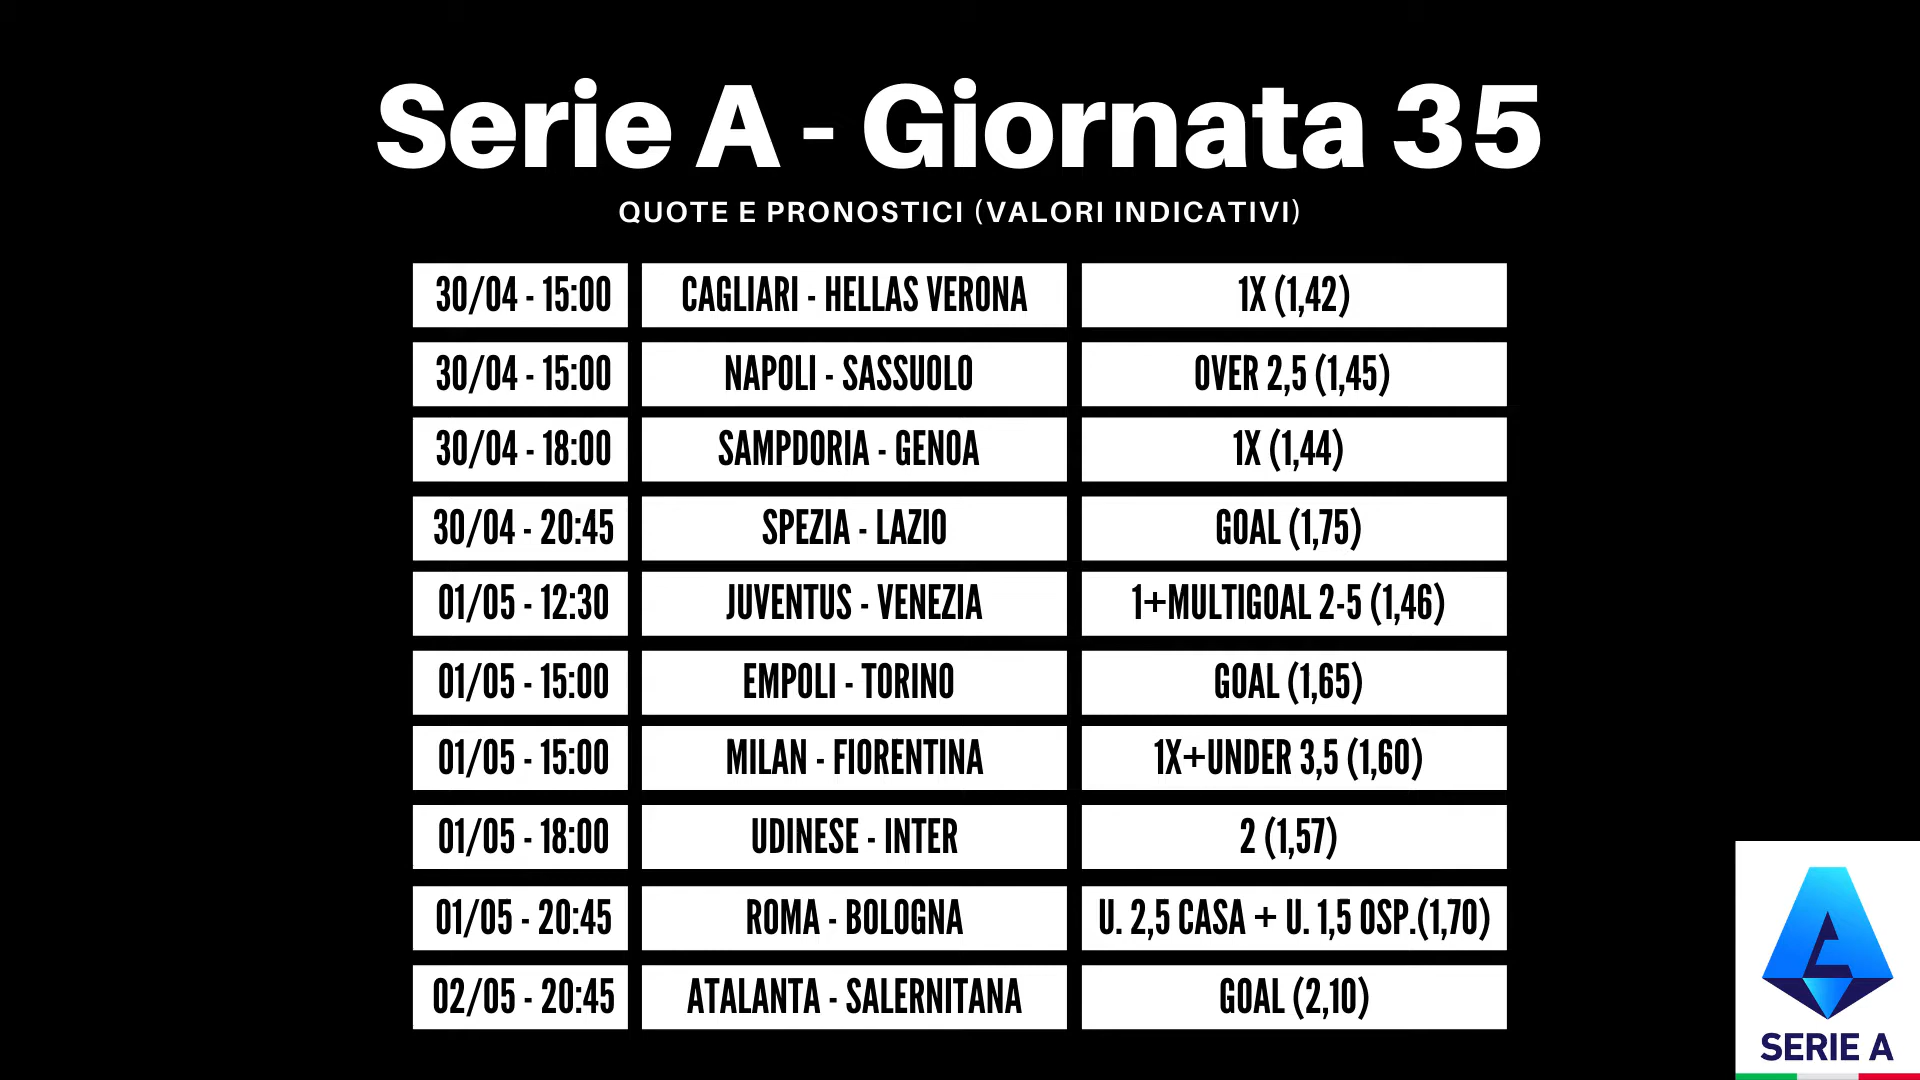 Serie A - Giornata 35
QUOTE E PRONOSTICI (VALORI INDICATIVI)
30/04 - 15:00 CAGLIARI - HELLAS VERONA 1X (1,42)
30/04 - 15:00 NAPOLI - SASSUOLO OVER 2,5 (1,45)
30/04 - 18:00 SAMPDORIA - GENOA 1X (1,44)
30/04 - 20:45 SPEZIA - LAZIO GOAL (1,75)
01/05 - 12:30 JUVENTUS - VENEZIA 1+MULTIGOAL 2-5 (1,46)
01/05 - 15:00 EMPOLI - TORINO GOAL (1,65)
01/05 - 15:00 MILAN - FIORENTINA 1X+UNDER 3,5 (1,60)
01/05 - 18:00 UDINESE - INTER 2 (1,57)
01/05 - 20:45 ROMA - BOLOGNA U. 2,5 CASA + U. 1,5 OSP.(1,70)
02/05 - 20:45 ATALANTA - SALERNITANA GOAL (2,10)
SERIE A